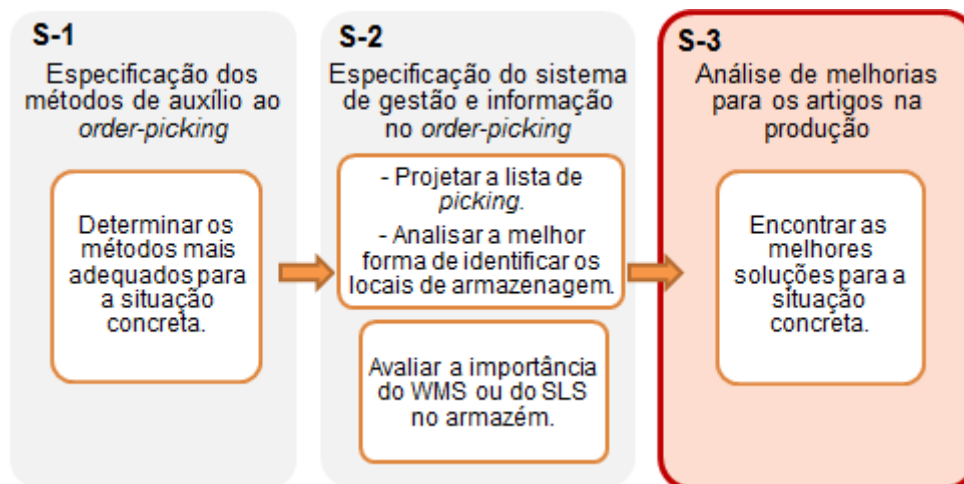 S-1
Especificação dos
métodos de auxílio ao
order-picking
Determinar os
métodos mais
adequados para
a situação
concreta.
S-2
Especificação do sistema
de gestão e informação
no order-picking
- Projetar a lista de
picking.
- Analisar a melhor
forma de identificar os
locais de armazenagem.
Avaliar a importância
do WMS ou do SLS
no armazém.
S-3
Análise de melhorias
para os artigos na
produção
Encontrar as
melhores
soluções para a
situação
concreta.